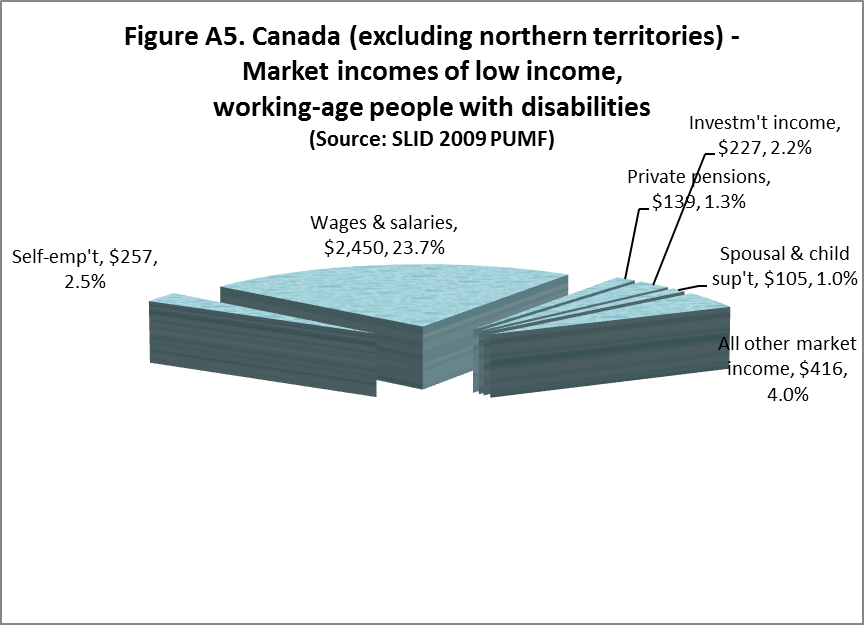 Figure A5. Canada (excluding northern territories) -
Market incomes of low income,
working-age people with disabilities
(Source: SLID 2009 PUMF)
Investm't income,
$227, 2.2%
Private pensions,
$139, 1.3%
Wages & salaries,
$2,450, 23.7%
Self-emp't, $257,
2.5%
Spousal & child
sup't, $105, 1.0%
All other market
income, $416,
4.0%